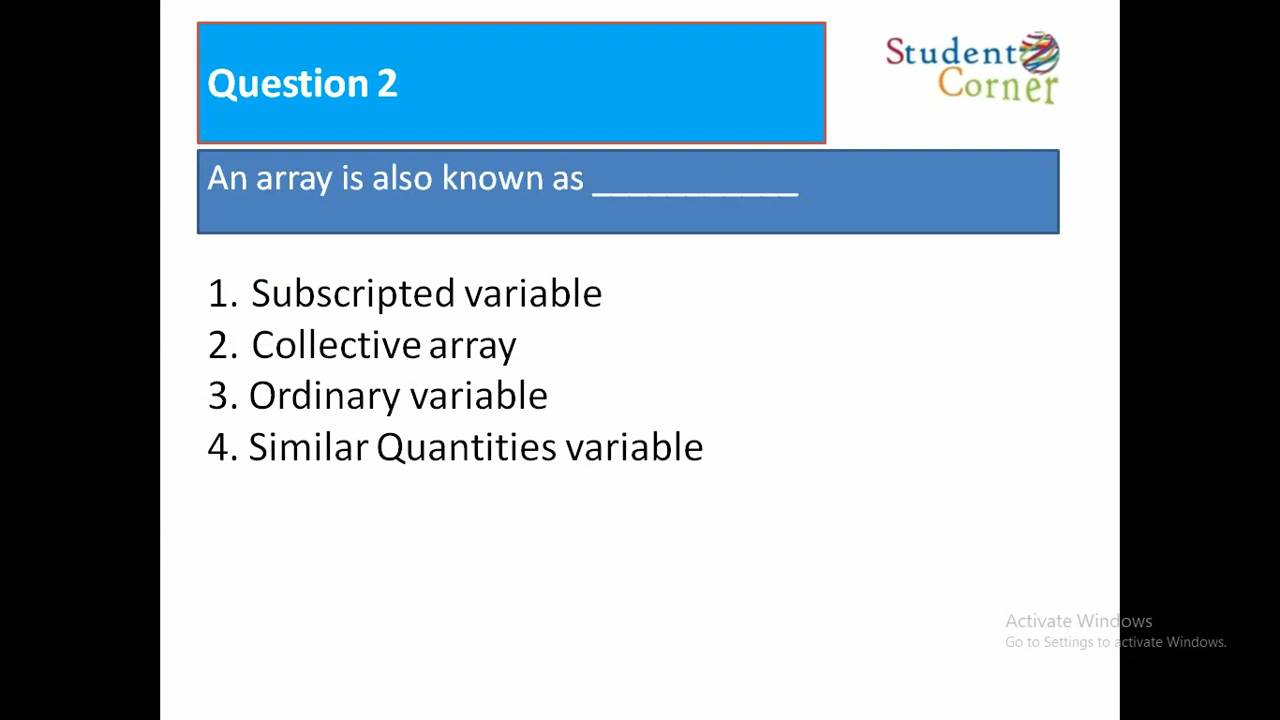 Question 2
Student
Corner
An array is also known as ___________
1. Subscripted variable
2. Collective array
3. Ordinary variable
4. Similar Quantities variable
Activate Windows
Go to Settings to activate Windows.